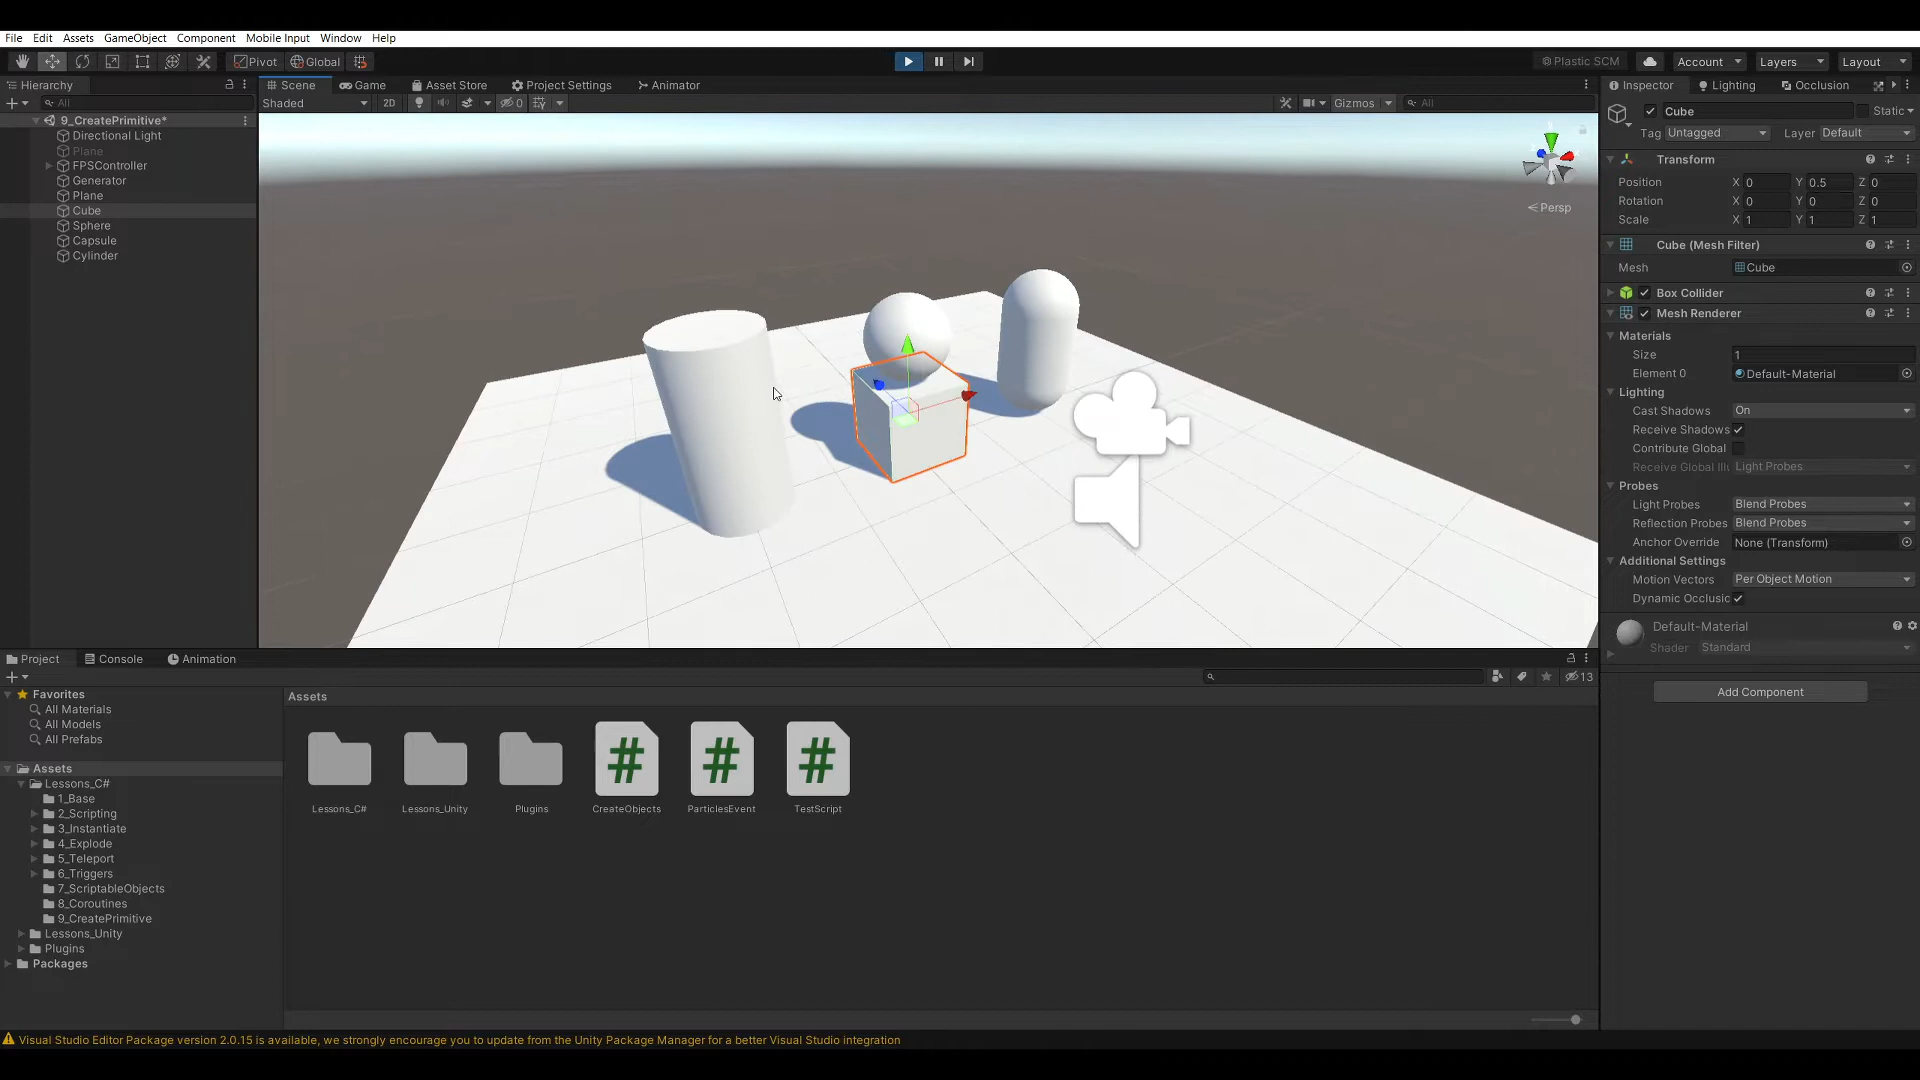 File Edit Assets GameObject Component Mobile Input Window Help
Pivot Global Plastic SCM Account Layers Layout
Hierarchy
All
9_CreatePrimitive*
Directional Light
Plane
FPSController
Generator
Plane
Cube
Sphere
Capsule
Cylinder
Scene Game Asset Store Project Settings Animator
Shaded 2D 0 Gizmos All
Persp
Inspector Lighting Occlusion
Cube Static
Tag Untagged Layer Default
Transform
Position X 0 Y 0.5 Z 0
Rotation X 0 Y 0 Z 0
Scale X 1 Y 1 Z 1
Cube (Mesh Filter)
Mesh Cube
Box Collider
Mesh Renderer
Materials
Size 1
Element 0 Default-Material
Lighting
Cast Shadows On
Receive Shadows
Contribute Global
Receive Global Illu Light Probes
Probes
Light Probes Blend Probes
Reflection Probes Blend Probes
Anchor Override None (Transform)
Additional Settings
Motion Vectors Per Object Motion
Dynamic Occlusic
Default-Material
Shader Standard
Add Component
Project Console Animation
13
Favorites
All Materials
All Models
All Prefabs
Assets
Lessons_C#
1_Base
2_Scripting
3_Instantiate
4_Explode
5_Teleport
6_Triggers
7_ScriptableObjects
8_Coroutines
9_CreatePrimitive
Lessons_Unity
Plugins
Packages
Assets
# # #
Lessons_C# Lessons_Unity Plugins CreateObjects ParticlesEvent TestScript
Visual Studio Editor Package version 2.0.15 is available, we strongly encourage you to update from the Unity Package Manager for a better Visual Studio integration